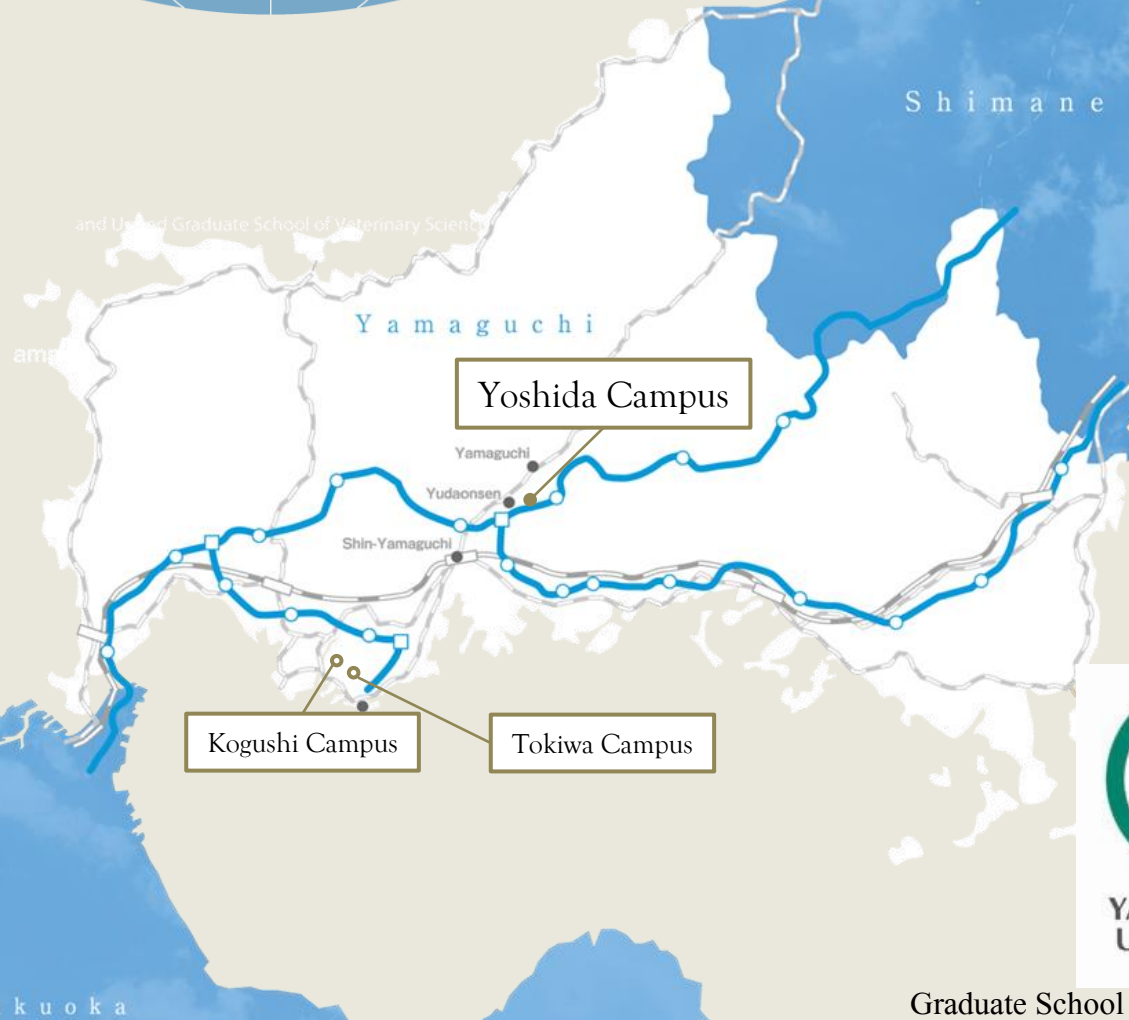 Shimane
and United Graduate School of Veterinary Science
Yamaguchi
Yoshida Campus
Yamaguchi
Yudaonsen
Shin-Yamaguchi
Kogushi Campus
Tokiwa Campus
kuoka
Graduate School